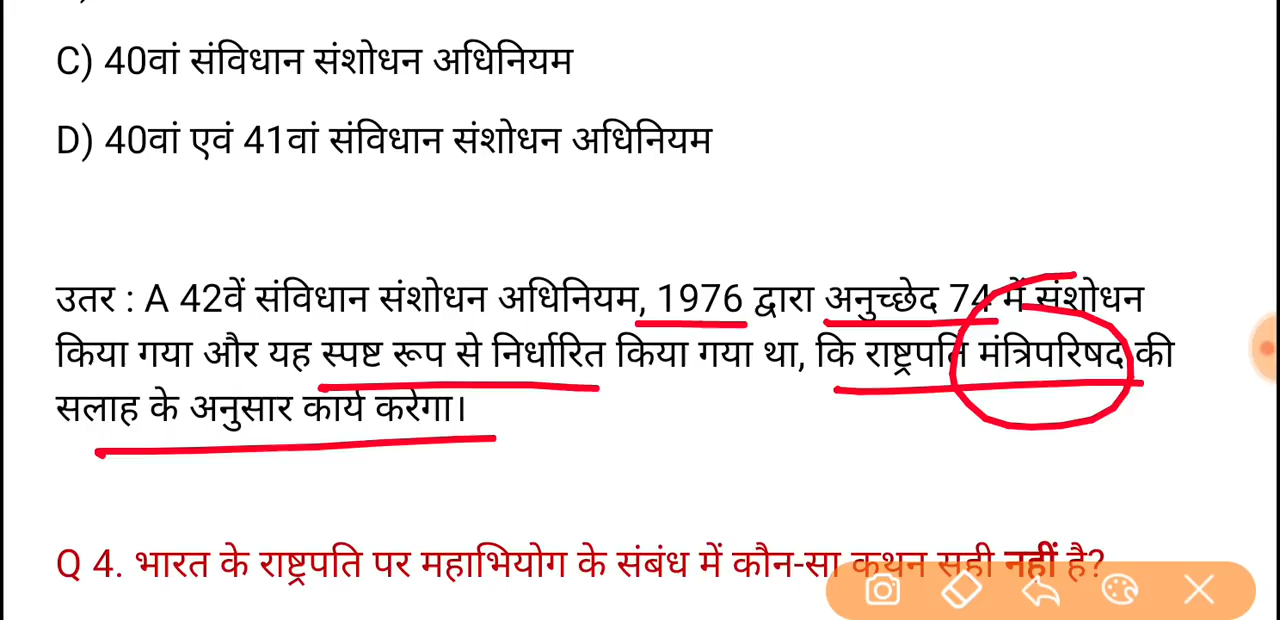 C) 40वां संविधान संशोधन अधिनियम
D) 40वां एवं 41वां संविधान संशोधन अधिनियम
उतर : A 42वें संविधान संशोधन अधिनियम, 1976 द्वारा अनुच्छेद 74 में संशोधन
किया गया और यह स्पष्ट रूप से निर्धारित किया गया था, कि राष्ट्रपति मंत्रिपरिषद की
सलाह के अनुसार कार्य करेगा।
Q 4. भारत के राष्ट्रपति पर महाभियोग के संबंध में कौन-सा कथन सही नहीं है?